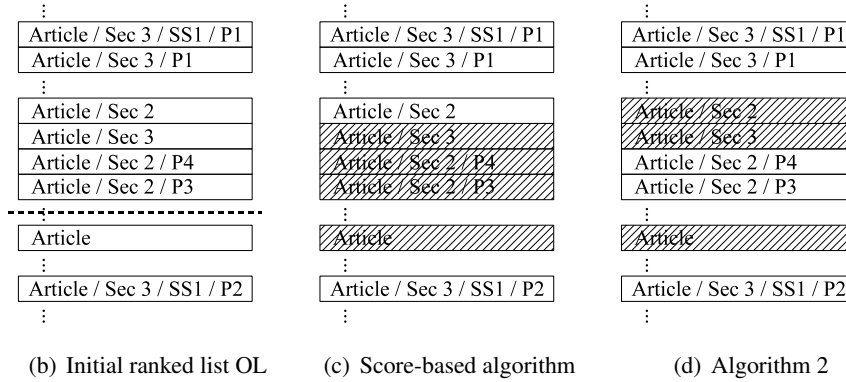 Article / Sec 3 / SS1 / P1
Article / Sec 3 / P1
Article / Sec 2
Article / Sec 3
Article / Sec 2 / P4
Article / Sec 2 / P3
Article
Article / Sec 3 / SS1 / P2
(b) Initial ranked list OL
Article / Sec 3 / SS1 / P1
Article / Sec 3 / P1
Article / Sec 2
Article / Sec 3
Article / Sec 2 / P4
Article / Sec 2 / P3
Article
Article / Sec 3 / SS1 / P2
(c) Score-based algorithm
Article / Sec 3 / SS1 / P1
Article / Sec 3 / P1
Article / Sec 2
Article / Sec 3
Article / Sec 2 / P4
Article / Sec 2 / P3
Article
Article / Sec 3 / SS1 / P2
(d) Algorithm 2